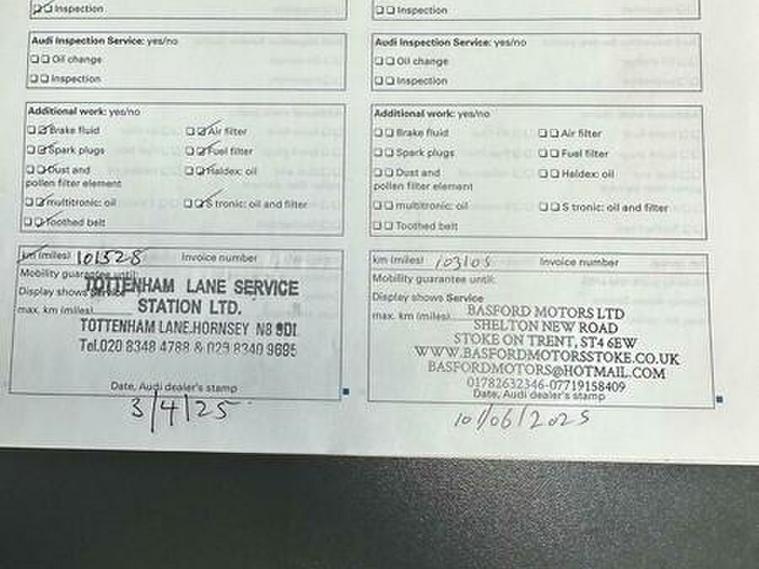 Inspection
Audi Inspection Service: yes/no
Oil change
Inspection
Additional work: yes/no
Brake fluid Air filter
Spark plugs Fuel filter
Dust and Haldex: oil
pollen filter element
multitronic: oil S tronic: oil and filter
Toothed belt
km (miles) 101528 Invoice number
Mobility guarantee until:
Display shows Service
max. km (miles)
TOTTENHAM LANE SERVICE
STATION LTD.
TOTTENHAM LANE.HORNSEY N8 9DI
Tel.020 8348 4788 & 029 8340 9695
Date, Audi dealer's stamp
3/4/25
Inspection
Audi Inspection Service: yes/no
Oil change
Inspection
Additional work: yes/no
Brake fluid Air filter
Spark plugs Fuel filter
Dust and Haldex: oil
pollen filter element
multitronic: oil S tronic: oil and filter
Toothed belt
km (miles) 103105 Invoice number
Mobility guarantee until:
Display shows Service
max. km (miles)
BASFORD MOTORS LTD
SHELTON NEW ROAD
STOKE ON TRENT, ST4 6EW
WWW.BASFORDMOTORSSTOKE.CO.UK
BASFORDMOTORS@HOTMAIL.COM
01782632346-07719158409
Date, Audi dealer's stamp
10/06/2025